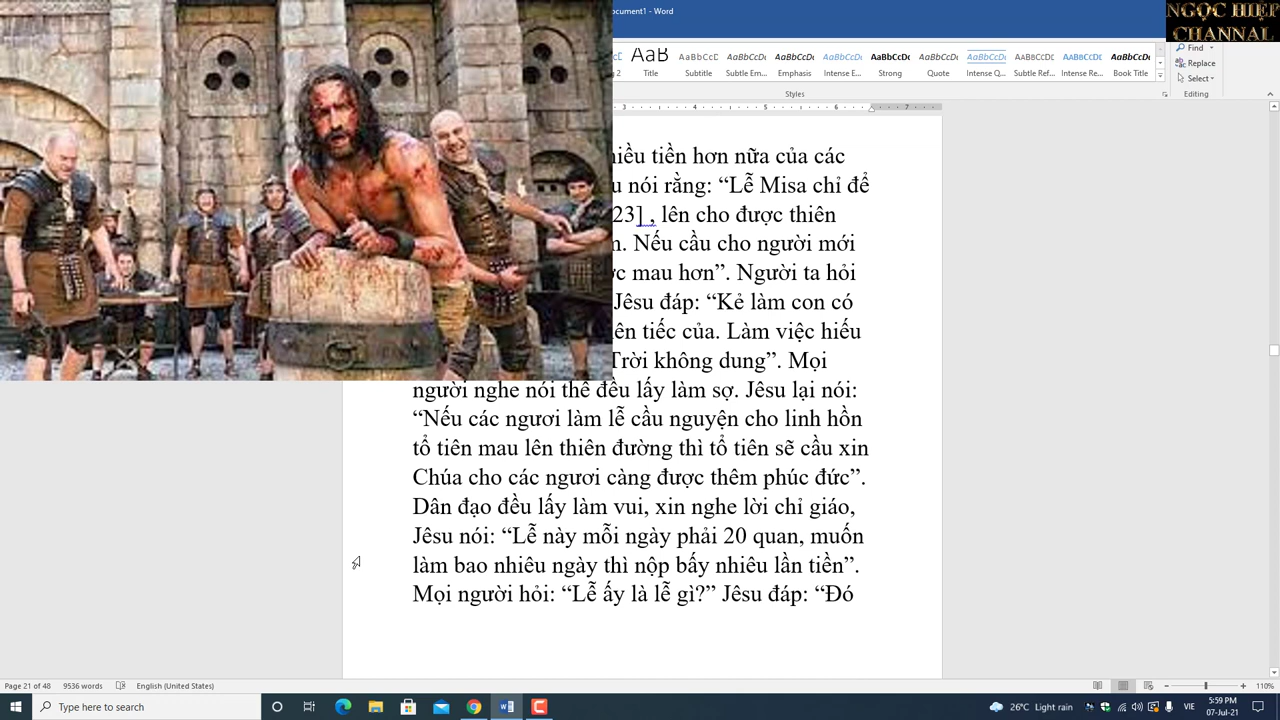 ocument1 - Word
NGỌC HIỆP
CHANNAL
2
Title
Subtitle
Subtle Em...
Emphasis
Intense E...
Strong
Quote
Intense Q...
Subtle Ref...
Intense Re...
Book Title
Styles
Find
Replace
Select
Editing
3 4 5 6 7
tiền hơn nữa của các
nói rằng: “Lễ Misa chỉ để
23] , lên cho được thiên
Nếu cầu cho người mới
mau hơn”. Người ta hỏi
Jêsu đáp: “Kẻ làm con có
tiếc của. Làm việc hiếu
Trời không dung”. Mọi
người nghe nói thế đều lấy làm sợ. Jêsu lại nói:
“Nếu các ngươi làm lễ cầu nguyện cho linh hồn
tổ tiên mau lên thiên đường thì tổ tiên sẽ cầu xin
Chúa cho các ngươi càng được thêm phúc đức”.
Dân đạo đều lấy làm vui, xin nghe lời chỉ giáo,
Jêsu nói: “Lễ này mỗi ngày phải 20 quan, muốn
làm bao nhiêu ngày thì nộp bấy nhiêu lần tiền”.
Mọi người hỏi: “Lễ ấy là lễ gì?” Jêsu đáp: “Đó
Page 21 of 48 9536 words English (United States) 110%
Type here to search
26°C Light rain
VIE
5:59 PM
07-Jul-21